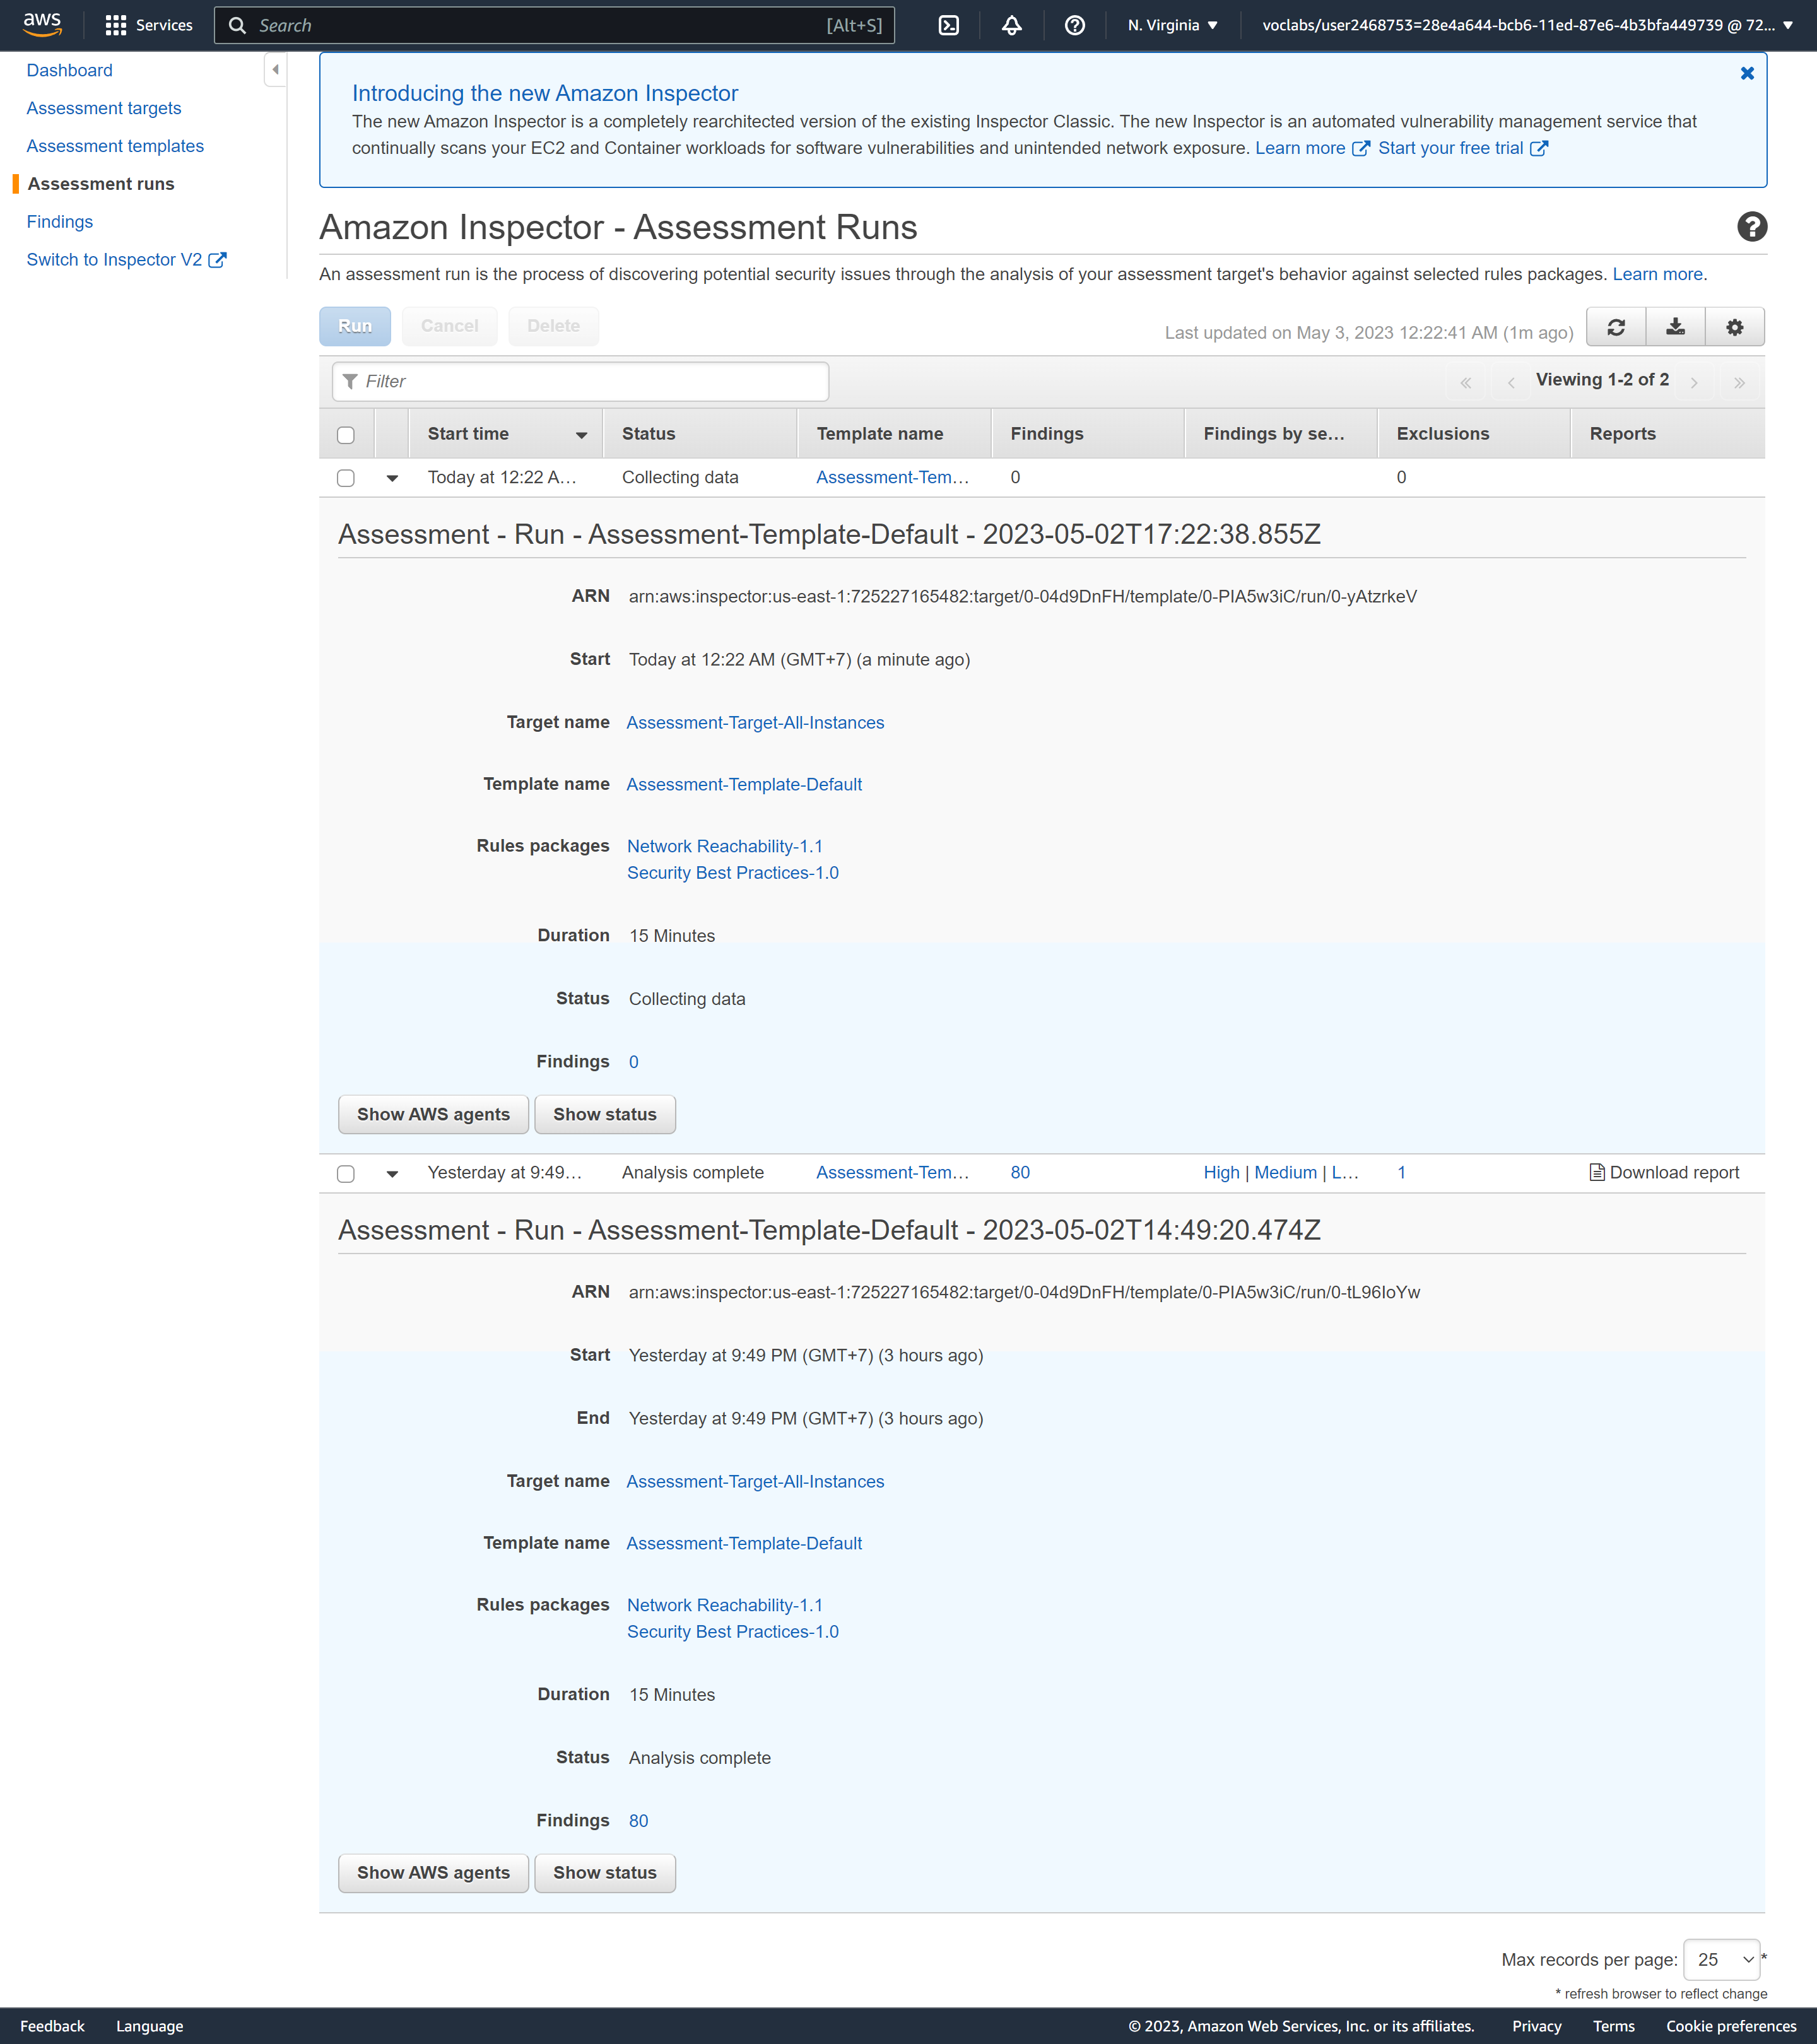 aws
Services
Search
[Alt+S]
N. Virginia
voclabs/user2468753=28e4a644-bcb6-11ed-87e6-4b3bfa449739 @ 72...
Dashboard
Assessment targets
Assessment templates
Assessment runs
Findings
Switch to Inspector V2
Introducing the new Amazon Inspector
The new Amazon Inspector is a completely rearchitected version of the existing Inspector Classic. The new Inspector is an automated vulnerability management service that
continually scans your EC2 and Container workloads for software vulnerabilities and unintended network exposure. Learn more Start your free trial
Amazon Inspector - Assessment Runs
An assessment run is the process of discovering potential security issues through the analysis of your assessment target's behavior against selected rules packages. Learn more.
Run Cancel Delete
Last updated on May 3, 2023 12:22:41 AM (1m ago)
Filter
« ‹ Viewing 1-2 of 2 › »
Start time Status Template name Findings Findings by se... Exclusions Reports
Today at 12:22 A... Collecting data Assessment-Tem... 0 0
Assessment - Run - Assessment-Template-Default - 2023-05-02T17:22:38.855Z
ARN arn:aws:inspector:us-east-1:725227165482:target/0-04d9DnFH/template/0-PIA5w3iC/run/0-yAtzrkeV
Start Today at 12:22 AM (GMT+7) (a minute ago)
Target name Assessment-Target-All-Instances
Template name Assessment-Template-Default
Rules packages Network Reachability-1.1
Security Best Practices-1.0
Duration 15 Minutes
Status Collecting data
Findings 0
Show AWS agents Show status
Yesterday at 9:49... Analysis complete Assessment-Tem... 80 High | Medium | L... 1 Download report
Assessment - Run - Assessment-Template-Default - 2023-05-02T14:49:20.474Z
ARN arn:aws:inspector:us-east-1:725227165482:target/0-04d9DnFH/template/0-PIA5w3iC/run/0-tL96IoYw
Start Yesterday at 9:49 PM (GMT+7) (3 hours ago)
End Yesterday at 9:49 PM (GMT+7) (3 hours ago)
Target name Assessment-Target-All-Instances
Template name Assessment-Template-Default
Rules packages Network Reachability-1.1
Security Best Practices-1.0
Duration 15 Minutes
Status Analysis complete
Findings 80
Show AWS agents Show status
Max records per page: 25 *
* refresh browser to reflect change
Feedback Language © 2023, Amazon Web Services, Inc. or its affiliates. Privacy Terms Cookie preferences